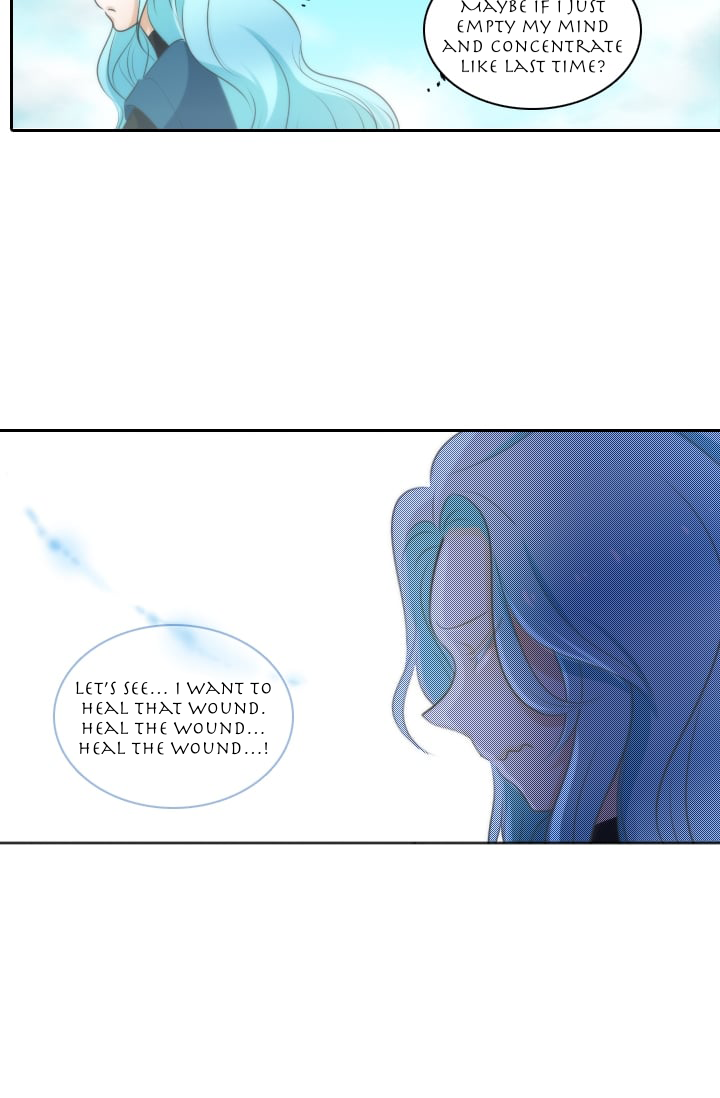 Maybe if I just
empty my mind
and concentrate
like last time?
Let's see... I want to
heal that wound.
Heal the wound...
Heal the wound...!